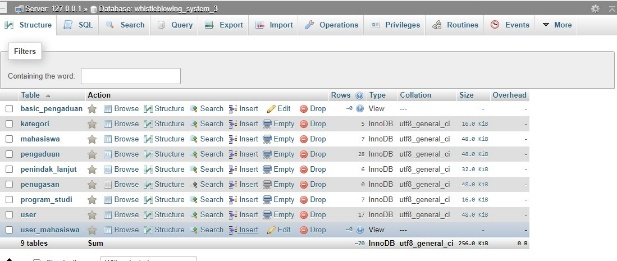 Server: 127.0.0.1 » Database: whistleblowing_system_3
Structure SQL Search Query Export Import Operations Privileges Routines Events More
Filters
Containing the word:
Table Action Rows Type Collation Size Overhead
basic_pengaduan Browse Structure Search Insert Edit Drop ~0 View --- - -
kategori Browse Structure Search Insert Empty Drop 5 InnoDB utf8_general_ci 16.0 KiB -
mahasiswa Browse Structure Search Insert Empty Drop 7 InnoDB utf8_general_ci 48.0 KiB -
pengaduan Browse Structure Search Insert Empty Drop 28 InnoDB utf8_general_ci 48.0 KiB -
penindak_lanjut Browse Structure Search Insert Empty Drop 6 InnoDB utf8_general_ci 32.0 KiB -
penugasan Browse Structure Search Insert Empty Drop 0 InnoDB utf8_general_ci 48.0 KiB -
program_studi Browse Structure Search Insert Empty Drop 7 InnoDB utf8_general_ci 16.0 KiB -
user Browse Structure Search Insert Empty Drop 17 InnoDB utf8_general_ci 48.0 KiB -
user_mahasiswa Browse Structure Search Insert Edit Drop ~0 View --- - -
9 tables Sum ~70 InnoDB utf8_general_ci 256.0 KiB 0 B